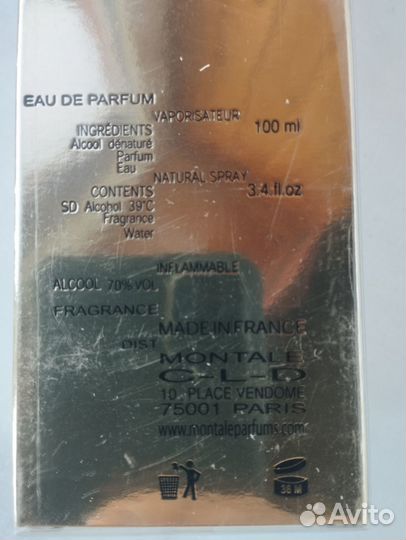 EAU DE PARFUM
VAPORISATEUR
100 ml
INGRÉDIENTS
Alcool dénaturé
Parfum
Eau
NATURAL SPRAY
3.4.fl.oz
CONTENTS
SD Alcohol 39°C
Fragrance
Water
INFLAMMABLE
ALCOOL 70% VOL
FRAGRANCE
MADE IN FRANCE
DIST
MONTALE
C-L-D
10, PLACE VENDOME
75001 PARIS
www.montaleparfums.com
36 M
Avito